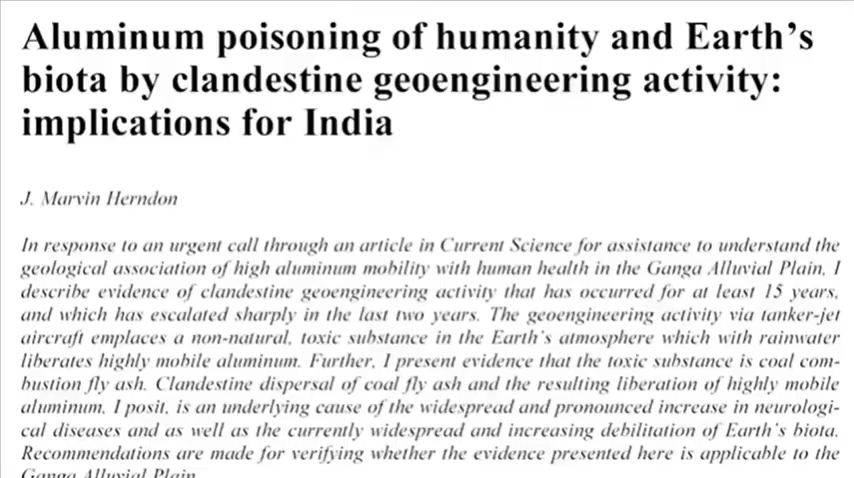 Aluminum poisoning of humanity and Earth's
biota by clandestine geoengineering activity:
implications for India
J. Marvin Herndon
In response to an urgent call through an article in Current Science for assistance to understand the
geological association of high aluminum mobility with human health in the Ganga Alluvial Plain, I
describe evidence of clandestine geoengineering activity that has occurred for at least 15 years,
and which has escalated sharply in the last two years. The geoengineering activity via tanker-jet
aircraft emplaces a non-natural, toxic substance in the Earth's atmosphere which with rainwater
liberates highly mobile aluminum. Further, I present evidence that the toxic substance is coal com-
bustion fly ash. Clandestine dispersal of coal fly ash and the resulting liberation of highly mobile
aluminum, I posit, is an underlying cause of the widespread and pronounced increase in neurologi-
cal diseases and as well as the currently widespread and increasing debilitation of Earth's biota.
Recommendations are made for verifying whether the evidence presented here is applicable to the
Ganga Alluvial Plain.